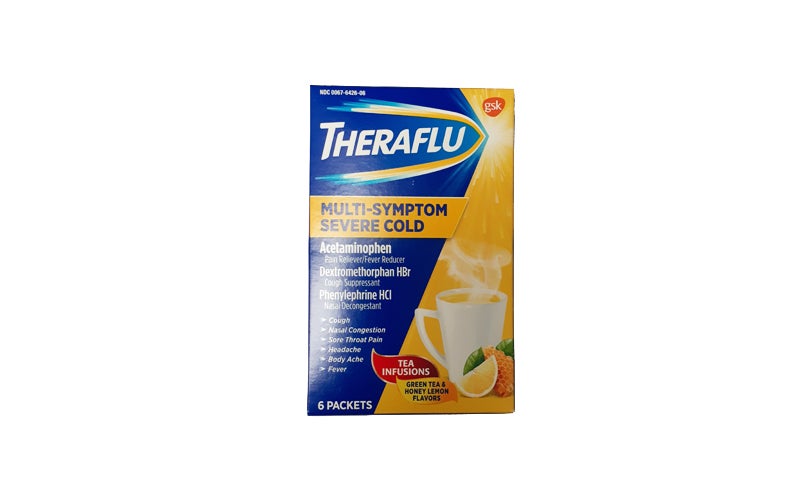 NDC 0067-6426-06
gsk
THERAFLU
MULTI-SYMPTOM
SEVERE COLD
Acetaminophen
Pain Reliever/Fever Reducer
Dextromethorphan HBr
Cough Suppressant
Phenylephrine HCl
Nasal Decongestant
➤ Cough
➤ Nasal Congestion
➤ Sore Throat Pain
➤ Headache
➤ Body Ache
➤ Fever
TEA
INFUSIONS
GREEN TEA &
HONEY LEMON
FLAVORS
6 PACKETS